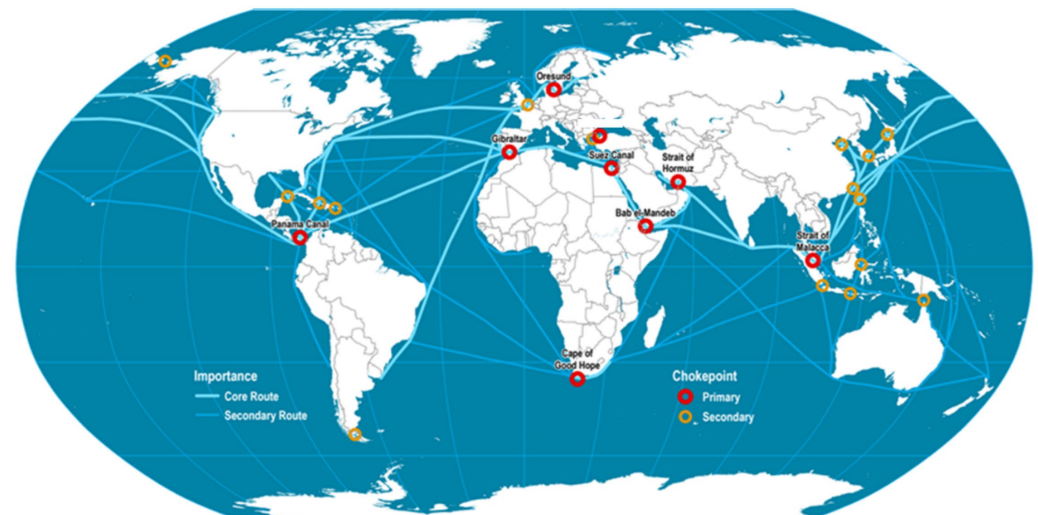 Oresund
Gibraltar
Suez Canal
Strait of
Hormuz
Bab el-Mandeb
Panama Canal
Strait of
Malacca
Cape of
Good Hope
Importance
Core Route
Secondary Route
Chokepoint
Primary
Secondary